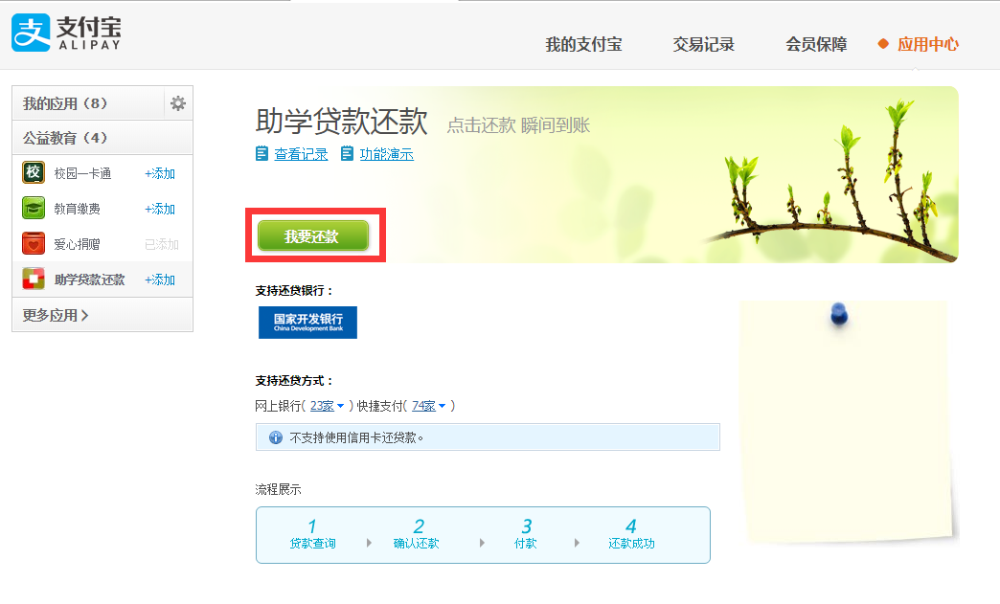 支付宝
ALIPAY
我的支付宝 交易记录 会员保障 应用中心
我的应用（8）
公益教育（4）
校 校园一卡通 +添加
教育缴费 +添加
爱心捐赠 已添加
助学贷款还款 +添加
更多应用
助学贷款还款 点击还款 瞬间到账
查看记录 功能演示
我要还款
支持还贷银行：
国家开发银行
China Development Bank
支持还贷方式：
网上银行( 23家 ) 快捷支付( 74家 )
不支持使用信用卡还贷款。
流程展示
1 2 3 4
贷款查询 确认还款 付款 还款成功